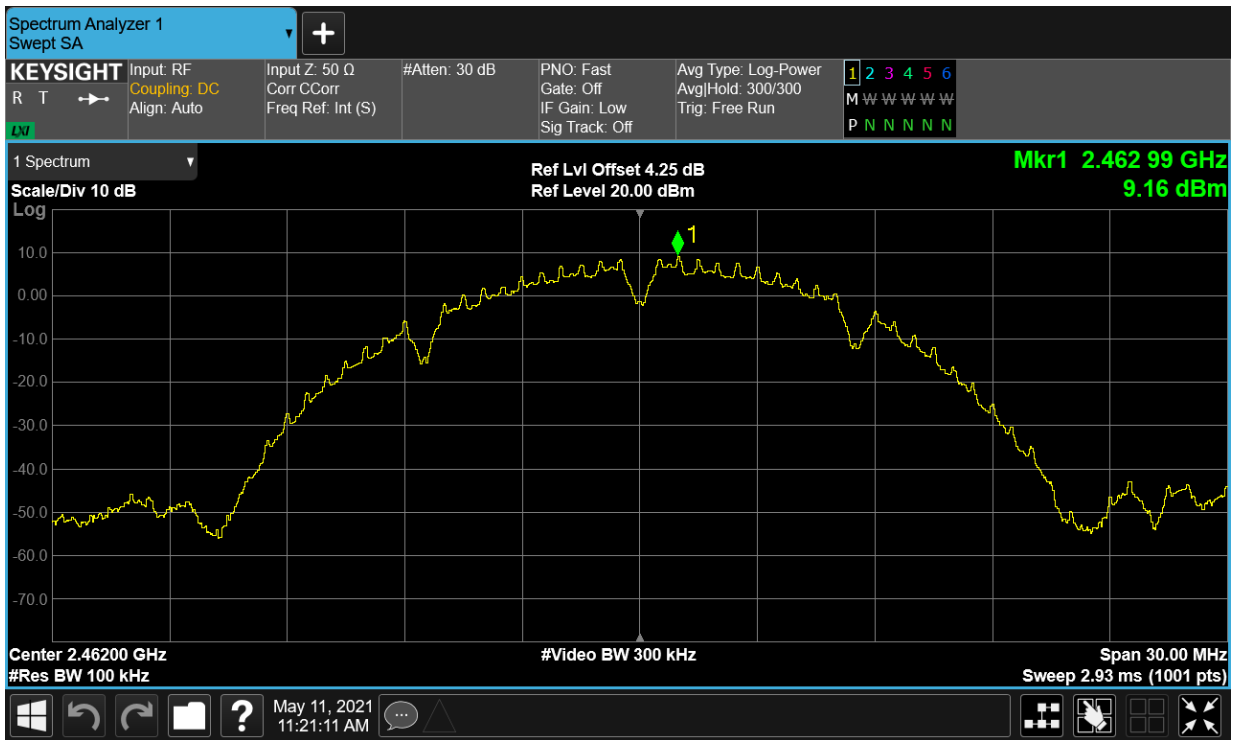 Spectrum Analyzer 1
Swept SA
+
KEYSIGHT
R T
LXI
Input: RF
Coupling: DC
Align: Auto
Input Z: 50 Ω
Corr CCorr
Freq Ref: Int (S)
#Atten: 30 dB
PNO: Fast
Gate: Off
IF Gain: Low
Sig Track: Off
Avg Type: Log-Power
Avg|Hold: 300/300
Trig: Free Run
1 2 3 4 5 6
M W W W W W
P N N N N N
1 Spectrum
Scale/Div 10 dB
Log
Ref Lvl Offset 4.25 dB
Ref Level 20.00 dBm
Mkr1 2.462 99 GHz
9.16 dBm
1
10.0
0.00
-10.0
-20.0
-30.0
-40.0
-50.0
-60.0
-70.0
Center 2.46200 GHz
#Res BW 100 kHz
#Video BW 300 kHz
Span 30.00 MHz
Sweep 2.93 ms (1001 pts)
?
May 11, 2021
11:21:11 AM